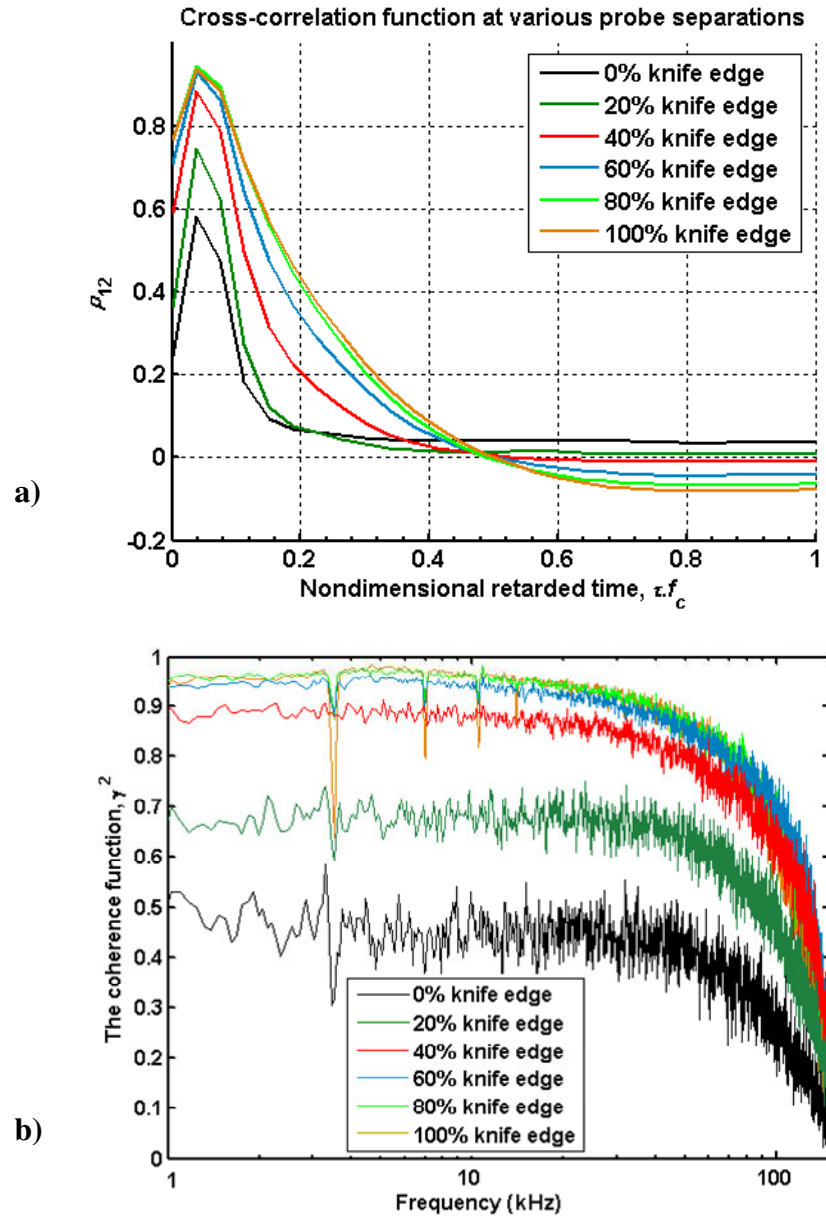 Cross-correlation function at various probe separations
0% knife edge
20% knife edge
40% knife edge
60% knife edge
80% knife edge
100% knife edge
0.8
0.6
0.4
0.2
0
-0.2
ρ12
0 0.2 0.4 0.6 0.8 1
Nondimensional retarded time, τ.fc
a)
1
0.9
0.8
0.7
0.6
0.5
0.4
0.3
0.2
0.1
0
The coherence function, γ²
0% knife edge
20% knife edge
40% knife edge
60% knife edge
80% knife edge
100% knife edge
1 10 100
Frequency (kHz)
b)